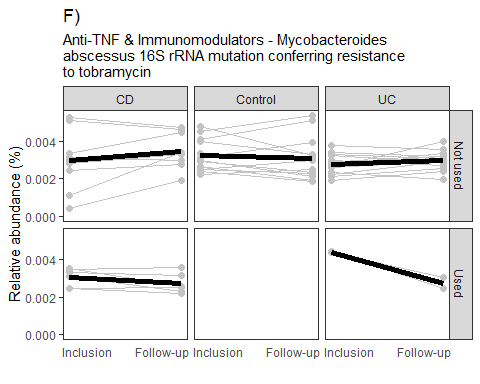 F)
Anti-TNF & Immunomodulators - Mycobacteroides
abscessus 16S rRNA mutation conferring resistance
to tobramycin
CD Control UC
Relative abundance (%)
0.004
0.002
0.000
Not used
0.004
0.002
0.000
Used
Inclusion Follow-up Inclusion Follow-up Inclusion Follow-up